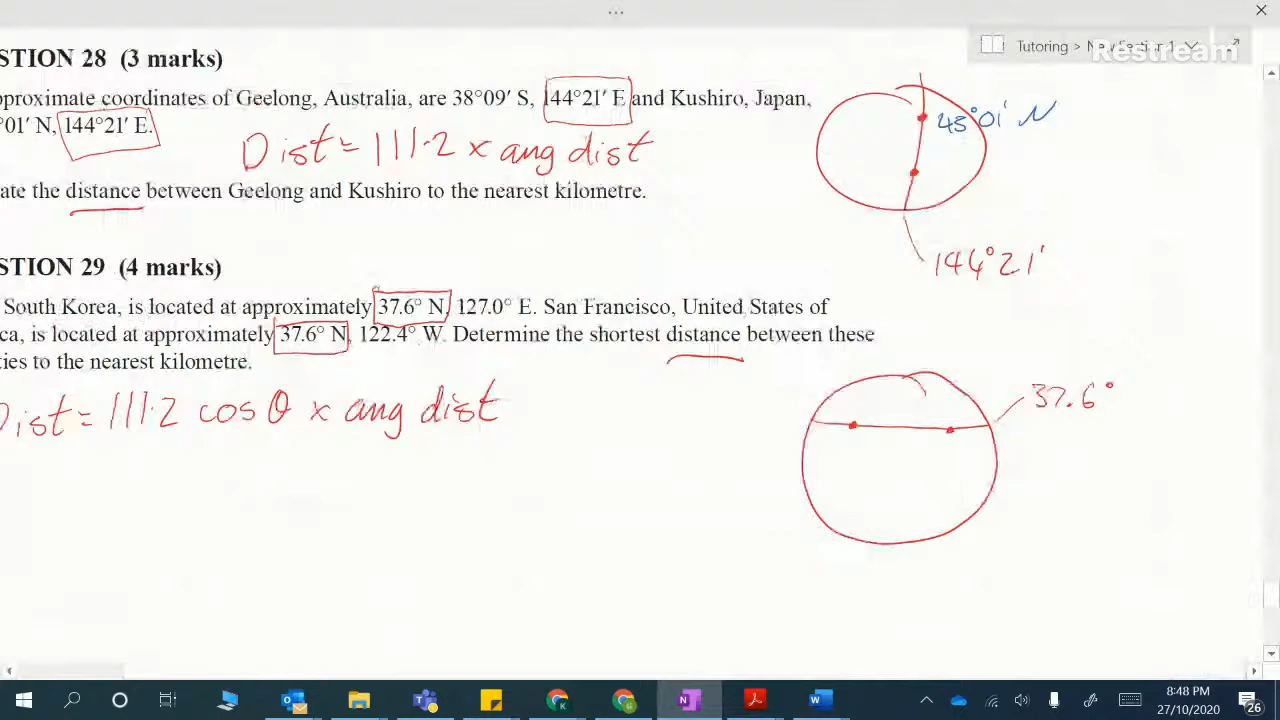 Tutoring > New Section 1
Restream
STION 28 (3 marks)
pproximate coordinates of Geelong, Australia, are 38°09′ S, 144°21′ E and Kushiro, Japan,
°01′ N, 144°21′ E.
43°01′ N
Dist = 111.2 x ang dist
ate the distance between Geelong and Kushiro to the nearest kilometre.
144°21′
STION 29 (4 marks)
South Korea, is located at approximately 37.6° N, 127.0° E. San Francisco, United States of
ca, is located at approximately 37.6° N, 122.4° W. Determine the shortest distance between these
ties to the nearest kilometre.
Dist = 111.2 cos θ x ang dist
37.6°
8:48 PM
27/10/2020
26